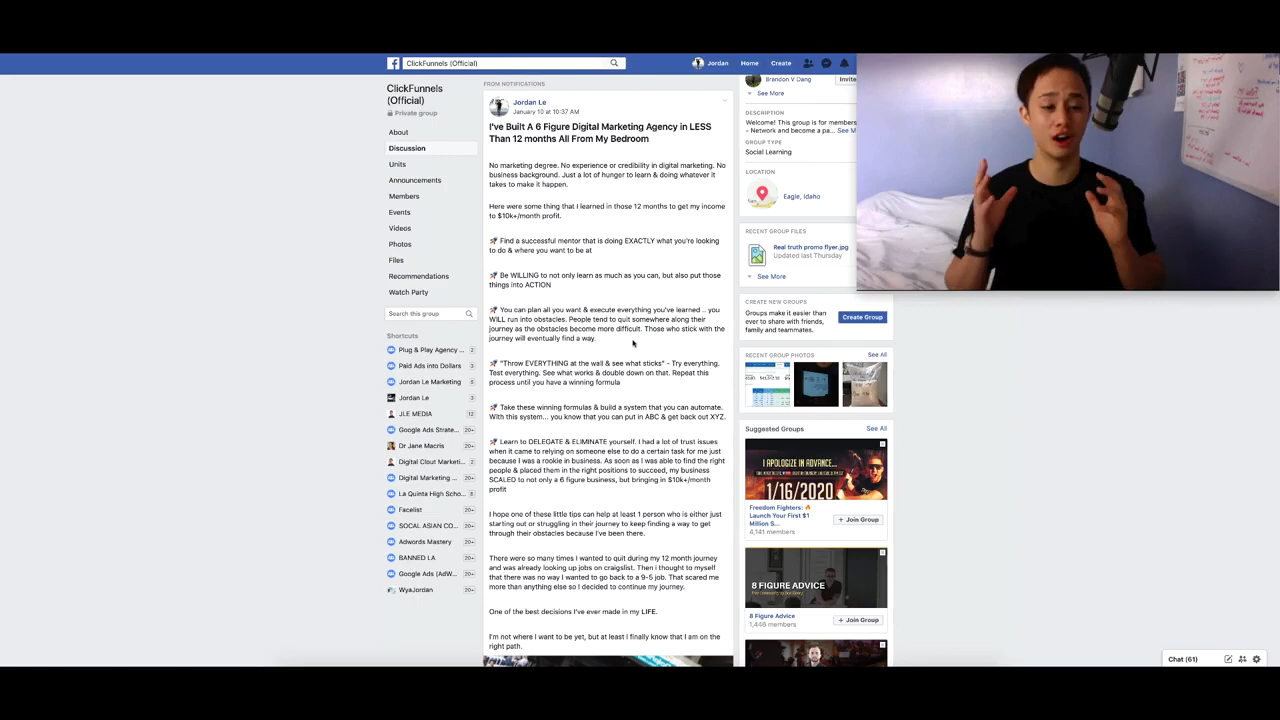 ClickFunnels (Official)
Jordan
Home
Create
ClickFunnels
(Official)
Private group
About
Discussion
Units
Announcements
Members
Events
Videos
Photos
Files
Recommendations
Watch Party
Search this group
Shortcuts
Plug & Play Agency ... 2
Paid Ads into Dollars 3
Jordan Le Marketing 5
Jordan Le 3
JLE MEDIA 12
Google Ads Strate... 20+
Dr Jane Macris 20+
Digital Clout Marketi... 2
Digital Marketing ... 20+
La Quinta High Scho... 6
Facelist 20+
SOCAL ASIAN CO... 20+
Adwords Mastery 20+
BANNED LA 20+
Google Ads (AdW... 20+
WyaJordan 20+
FROM NOTIFICATIONS
Jordan Le
January 10 at 10:37 AM
I've Built A 6 Figure Digital Marketing Agency in LESS
Than 12 months All From My Bedroom
No marketing degree. No experience or credibility in digital marketing. No
business background. Just a lot of hunger to learn & doing whatever it
takes to make it happen.
Here were some thing that I learned in those 12 months to get my income
to $10k+/month profit.
🚀 Find a successful mentor that is doing EXACTLY what you're looking
to do & where you want to be at
🚀 Be WILLING to not only learn as much as you can, but also put those
things into ACTION
🚀 You can plan all you want & execute everything you've learned .. you
WILL run into obstacles. People tend to quit somewhere along their
journey as the obstacles become more difficult. Those who stick with the
journey will eventually find a way.
🚀 "Throw EVERYTHING at the wall & see what sticks" - Try everything.
Test everything. See what works & double down on that. Repeat this
process until you have a winning formula
🚀 Take these winning formulas & build a system that you can automate.
With this system... you know that you can put in ABC & get back out XYZ.
🚀 Learn to DELEGATE & ELIMINATE yourself. I had a lot of trust issues
when it came to relying on someone else to do a certain task for me just
because I was a rookie in business. As soon as I was able to find the right
people & placed them in the right positions to succeed, my business
SCALED to not only a 6 figure business, but bringing in $10k+/month
profit
I hope one of these little tips can help at least 1 person who is either just
starting out or struggling in their journey to keep finding a way to get
through their obstacles because I've been there.
There were so many times I wanted to quit during my 12 month journey
and was already looking up jobs on craigslist. Then i thought to myself
that there was no way I wanted to go back to a 9-5 job. That scared me
more than anything else so I decided to continue my journey.
One of the best decisions I've ever made in my LIFE.
I'm not where I want to be yet, but at least I finally know that I am on the
right path.
Brandon V Dang
Invite
See More
DESCRIPTION
Welcome! This group is for members
- Network and become a pa... See M
GROUP TYPE
Social Learning
LOCATION
Eagle, Idaho
RECENT GROUP FILES
Real truth promo flyer.jpg
Updated last Thursday
See More
CREATE NEW GROUPS
Groups make it easier than
ever to share with friends,
family and teammates.
Create Group
RECENT GROUP PHOTOS
See All
Suggested Groups
See All
I APOLOGIZE IN ADVANCE...
1/16/2020
Freedom Fighters: 🔥
Launch Your First $1
Million S...
4,141 members
+ Join Group
8 FIGURE ADVICE
8 Figure Advice
1,446 members
+ Join Group
Chat (61)